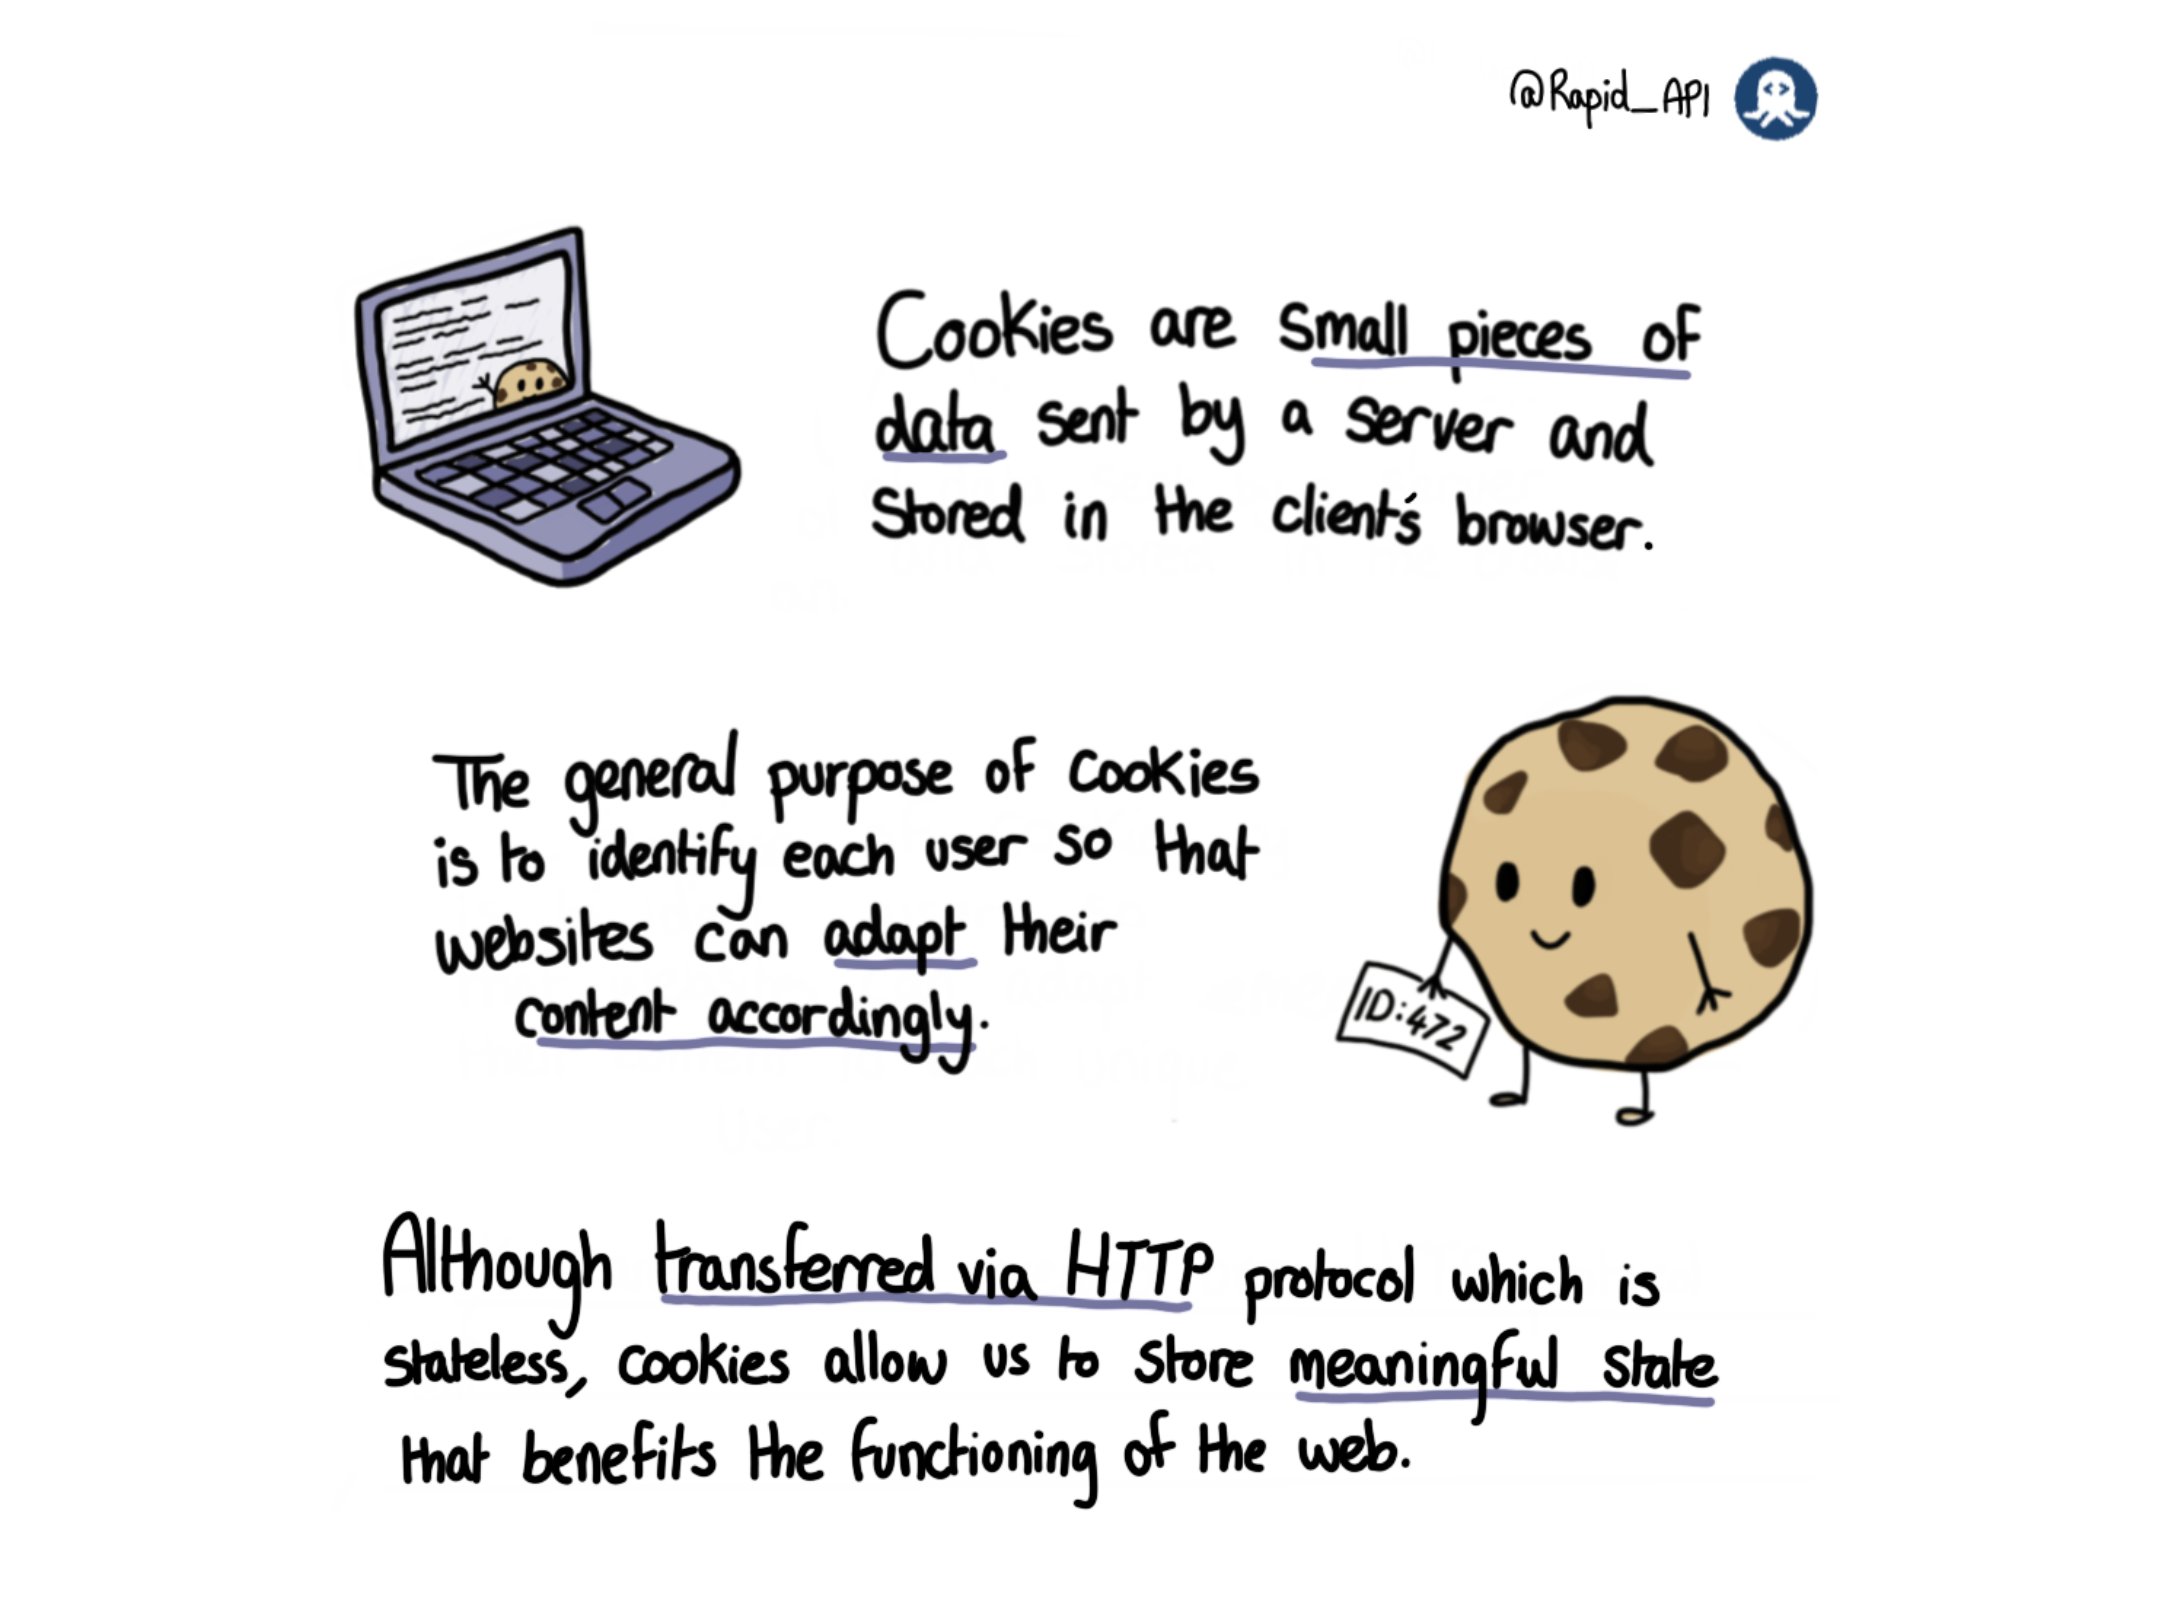 @Rapid_API
Cookies are small pieces of
data sent by a server and
stored in the client's browser.
The general purpose of cookies
is to identify each user so that
websites can adapt their
content accordingly.
ID:472
Although transferred via HTTP protocol which is
stateless, cookies allow us to store meaningful state
that benefits the functioning of the web.